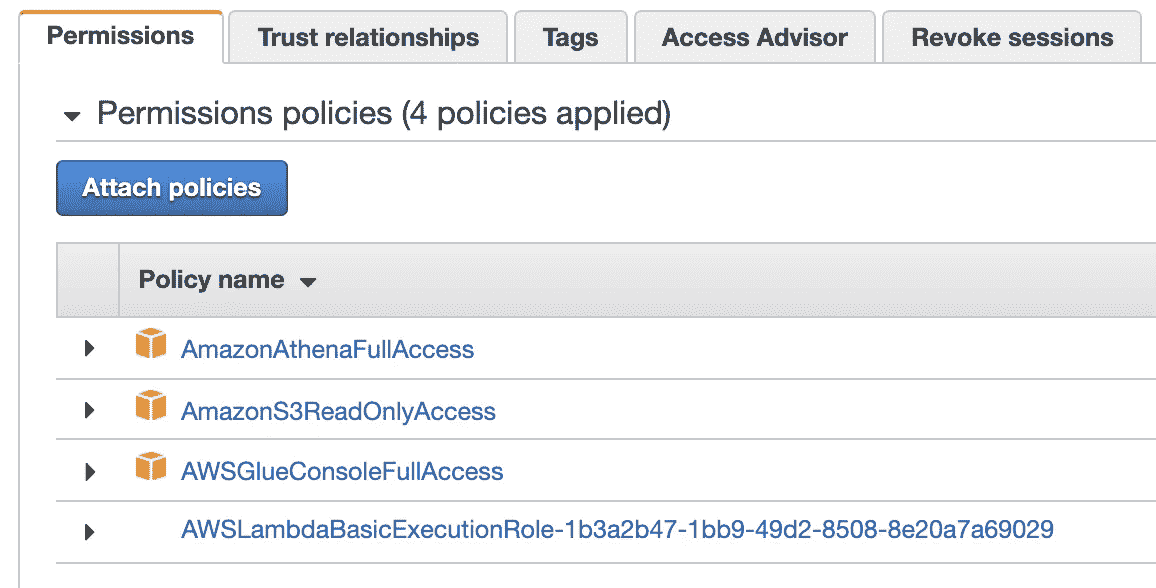 Permissions Trust relationships Tags Access Advisor Revoke sessions
Permissions policies (4 policies applied)
Attach policies
Policy name
AmazonAthenaFullAccess
AmazonS3ReadOnlyAccess
AWSGlueConsoleFullAccess
AWSLambdaBasicExecutionRole-1b3a2b47-1bb9-49d2-8508-8e20a7a69029